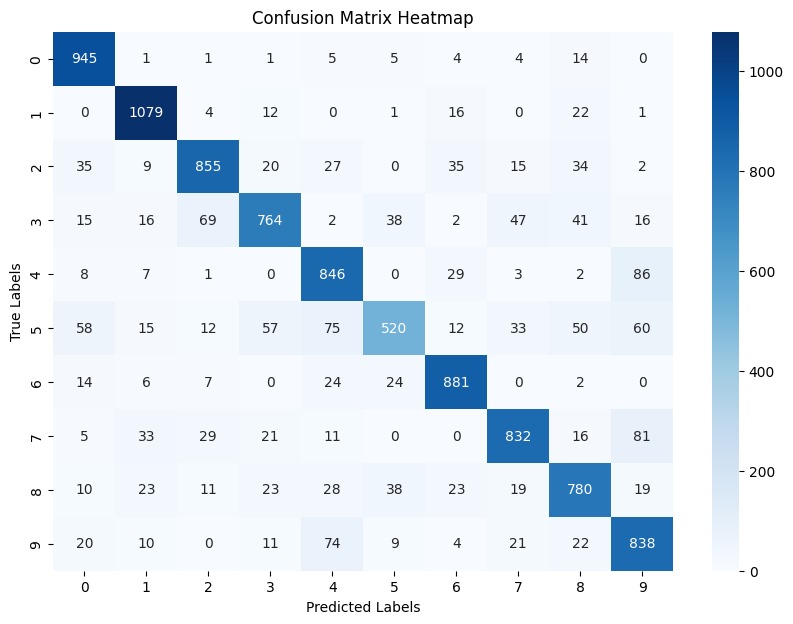 Confusion Matrix Heatmap
0 945 1 1 1 5 5 4 4 14 0
1 0 1079 4 12 0 1 16 0 22 1
2 35 9 855 20 27 0 35 15 34 2
3 15 16 69 764 2 38 2 47 41 16
4 8 7 1 0 846 0 29 3 2 86
5 58 15 12 57 75 520 12 33 50 60
6 14 6 7 0 24 24 881 0 2 0
7 5 33 29 21 11 0 0 832 16 81
8 10 23 11 23 28 38 23 19 780 19
9 20 10 0 11 74 9 4 21 22 838
0 1 2 3 4 5 6 7 8 9
Predicted Labels
True Labels
1000
800
600
400
200
0